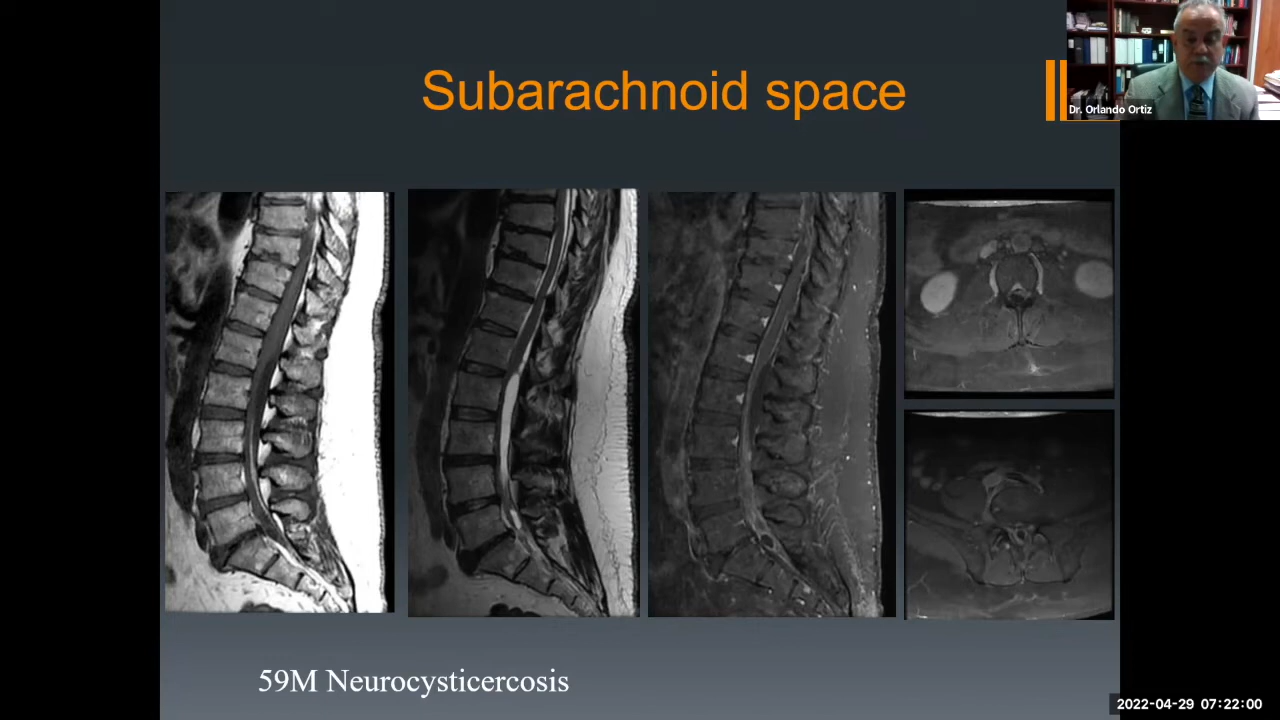 Subarachnoid space
Dr. Orlando Ortiz
59M Neurocysticercosis
2022-04-29 07:22:00